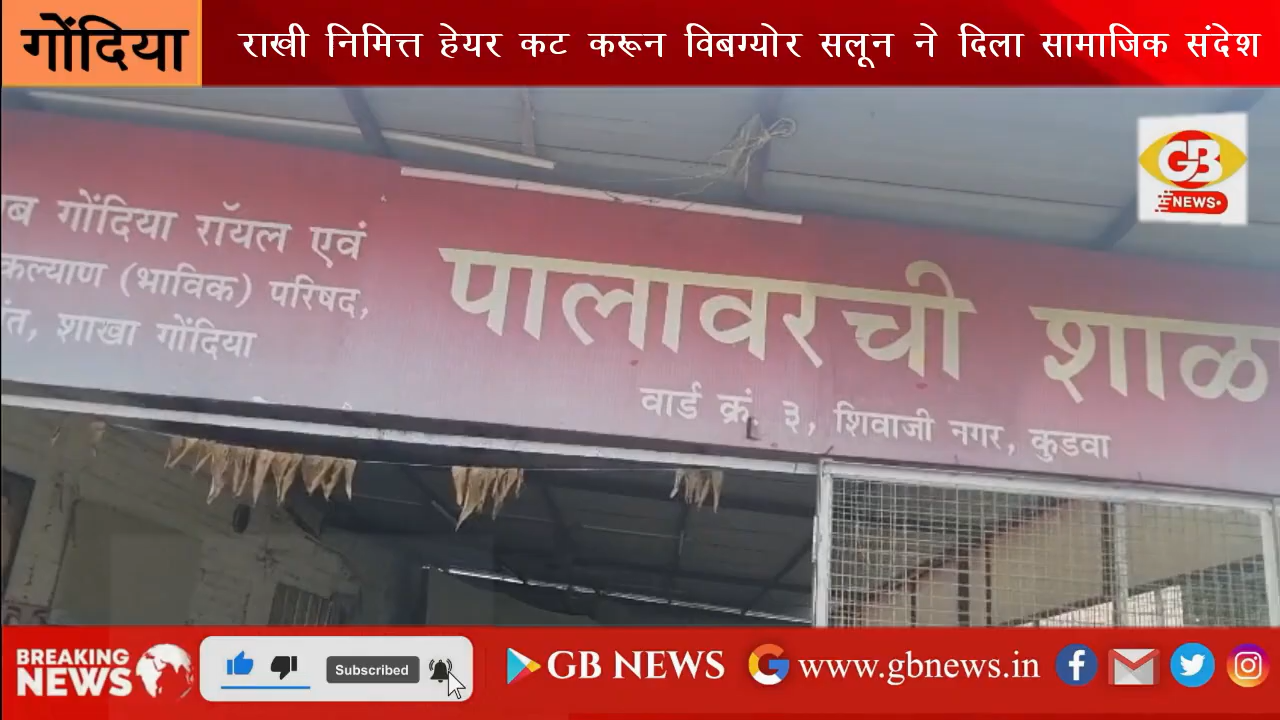 गोंदिया
राखी निमित्त हेयर कट करून विबग्योर सलून ने दिला सामाजिक संदेश
GB
NEWS
गोंदिया रॉयल एवं
कल्याण (भाविक) परिषद,
शाखा गोंदिया
पालावरची शाळ
वार्ड क्रं. ३, शिवाजी नगर, कुडवा
BREAKING
NEWS
Subscribed
GB NEWS
www.gbnews.in